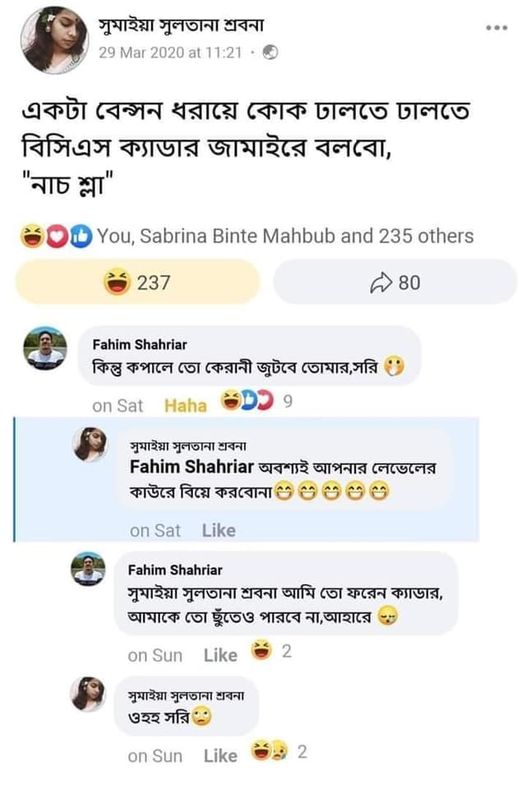 সুমাইয়া সুলতানা শ্রবনা
29 Mar 2020 at 11:21 ·
একটা বেন্সন ধরায়ে কোক ঢালতে ঢালতে
বিসিএস ক্যাডার জামাইরে বলবো,
"নাচ শ্লা"
You, Sabrina Binte Mahbub and 235 others
237
80
Fahim Shahriar
কিন্তু কপালে তো কেরানী জুটবে তোমার,সরি
on Sat Haha 9
সুমাইয়া সুলতানা শ্রবনা
Fahim Shahriar অবশ্যই আপনার লেভেলের
কাউরে বিয়ে করবোনা😁😁😁😁😁
on Sat Like
Fahim Shahriar
সুমাইয়া সুলতানা শ্রবনা আমি তো ফরেন ক্যাডার,
আমাকে তো ছুঁতেও পারবে না,আহারে 😪
on Sun Like 2
সুমাইয়া সুলতানা শ্রবনা
ওহহ সরি🙄
on Sun Like 2